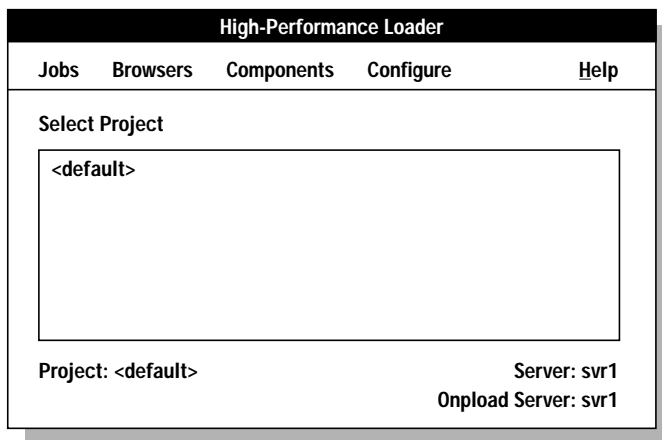 High-Performance Loader
Jobs Browsers Components Configure Help
Select Project
<default>
Project: <default> Server: svr1
Onpload Server: svr1